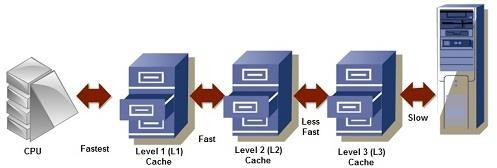 CPU
Fastest
Level 1 (L1)
Cache
Fast
Level 2 (L2)
Cache
Less
Fast
Level 3 (L3)
Cache
Slow